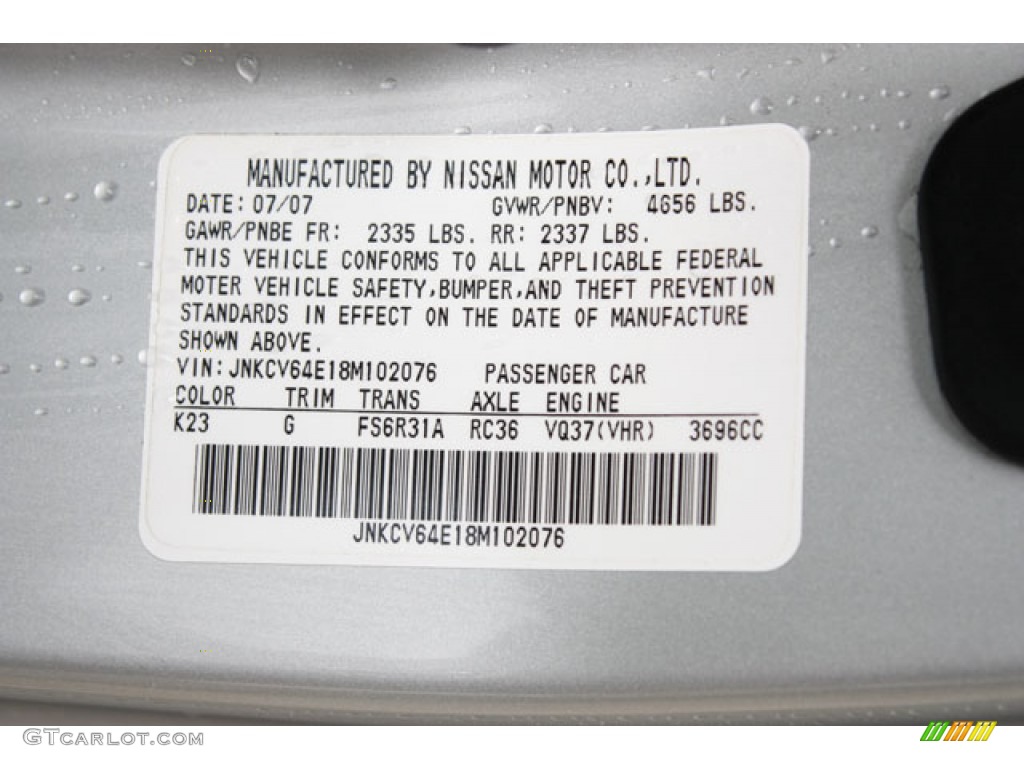 MANUFACTURED BY NISSAN MOTOR CO.,LTD.
DATE: 07/07 GVWR/PNBV: 4656 LBS.
GAWR/PNBE FR: 2335 LBS. RR: 2337 LBS.
THIS VEHICLE CONFORMS TO ALL APPLICABLE FEDERAL
MOTER VEHICLE SAFETY,BUMPER,AND THEFT PREVENTION
STANDARDS IN EFFECT ON THE DATE OF MANUFACTURE
SHOWN ABOVE.
VIN: JNKCV64E18M102076 PASSENGER CAR
COLOR TRIM TRANS AXLE ENGINE
K23 G FS6R31A RC36 VQ37(VHR) 3696CC
JNKCV64E18M102076
GTCARLOT.COM